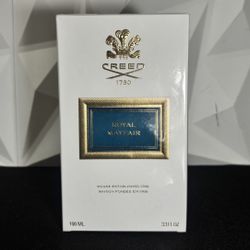 CREED
1760
ROYAL
MAYFAIR
100 ML
3.3 FL OZ